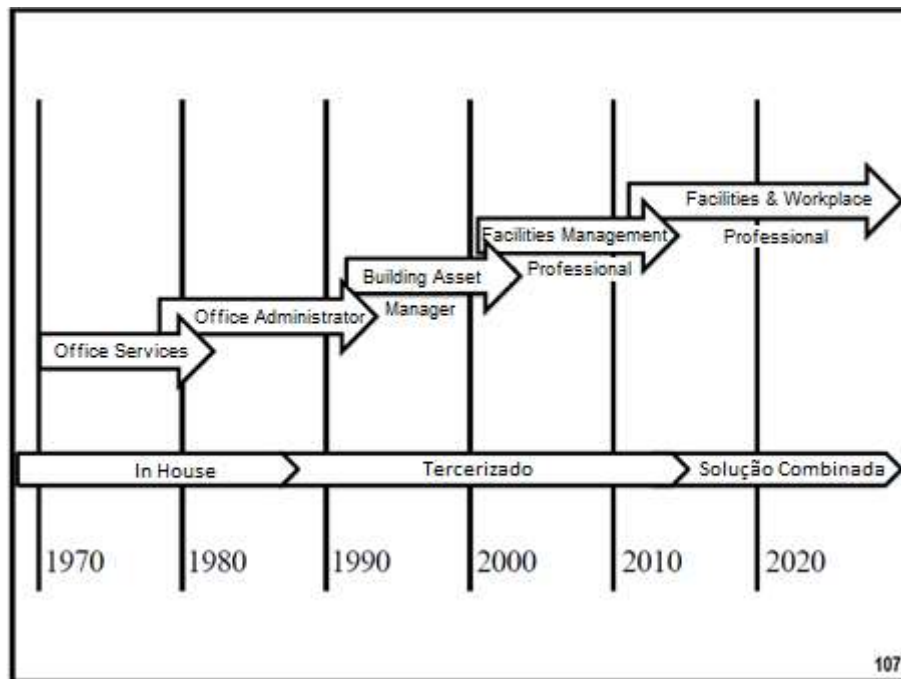 Facilities & Workplace
Professional
Facilities Management
Professional
Building Asset
Manager
Office Administrator
Office Services
In House
Tercerizado
Solução Combinada
1970
1980
1990
2000
2010
2020
107